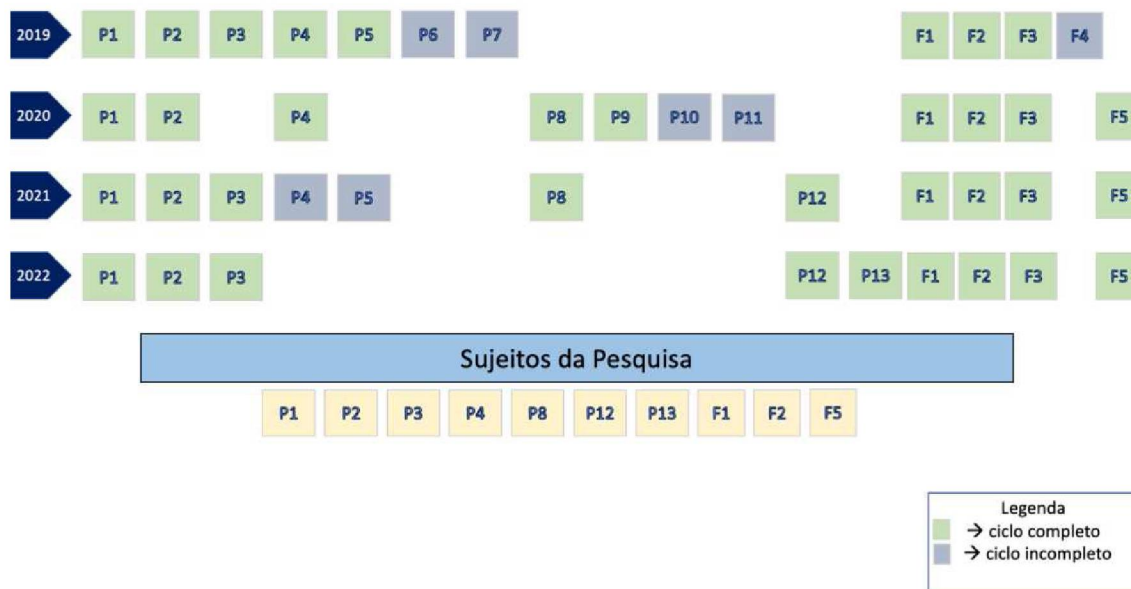 2019 P1 P2 P3 P4 P5 P6 P7 F1 F2 F3 F4
2020 P1 P2 P4 P8 P9 P10 P11 F1 F2 F3 F5
2021 P1 P2 P3 P4 P5 P8 P12 F1 F2 F3 F5
2022 P1 P2 P3 P12 P13 F1 F2 F3 F5
Sujeitos da Pesquisa
P1 P2 P3 P4 P8 P12 P13 F1 F2 F5
Legenda
→ ciclo completo
→ ciclo incompleto